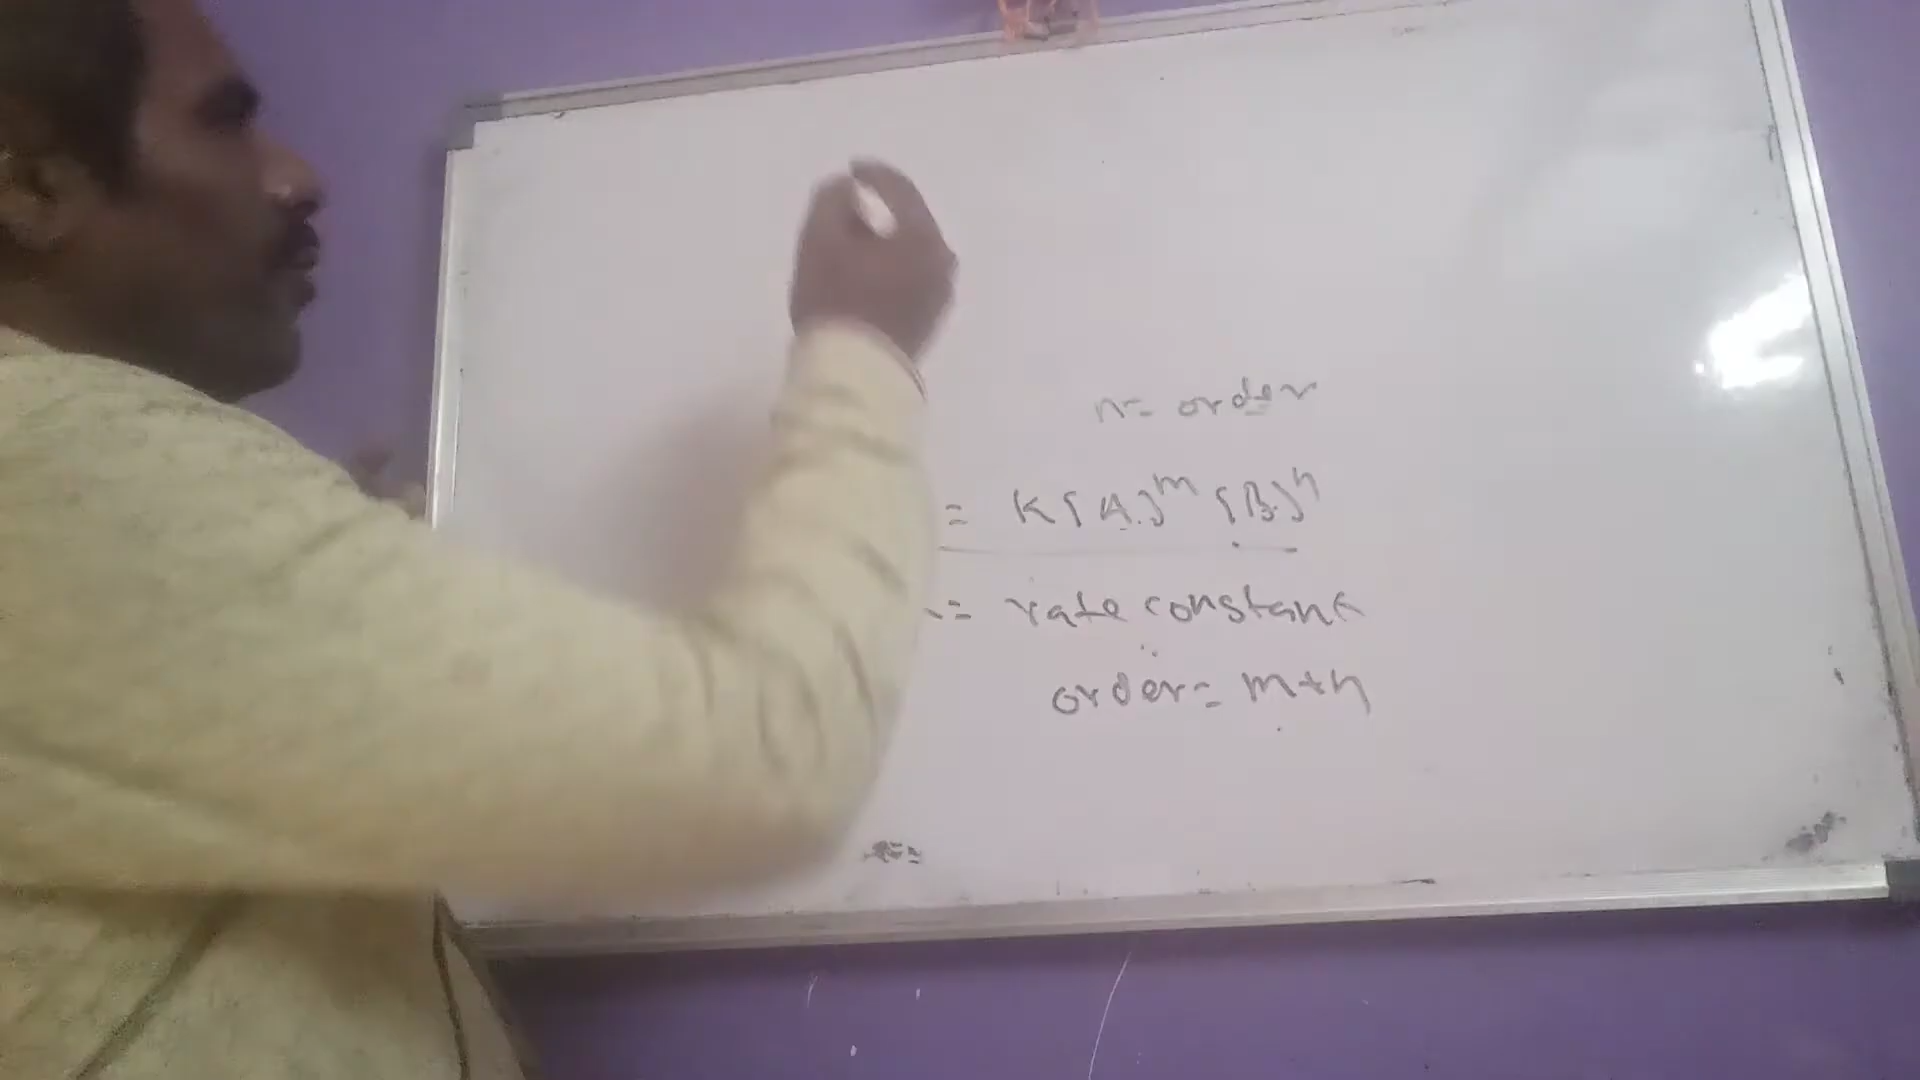 n= order
= K[A]^m [B]^n
= rate constant
order= m+n